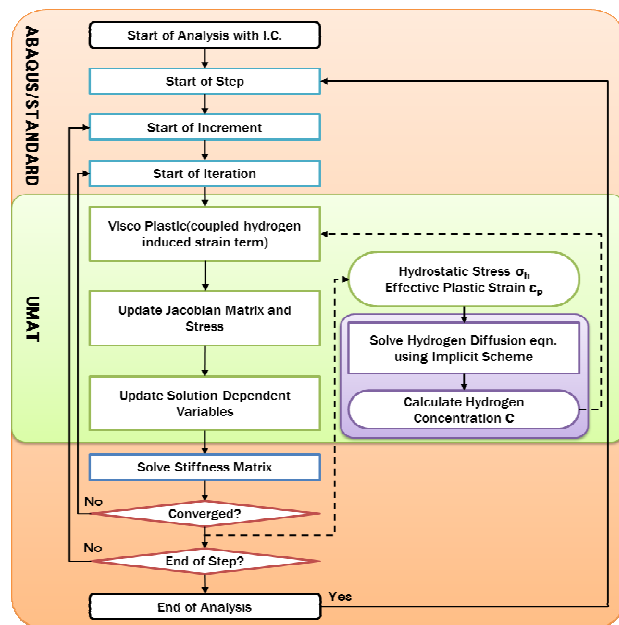 ABAQUS/STANDARD
Start of Analysis with I.C.
Start of Step
Start of Increment
Start of Iteration
UMAT
Visco Plastic(coupled hydrogen
induced strain term)
Update Jacobian Matrix and
Stress
Update Solution Dependent
Variables
Hydrostatic Stress σh
Effective Plastic Strain εp
Solve Hydrogen Diffusion eqn.
using Implicit Scheme
Calculate Hydrogen
Concentration C
Solve Stiffness Matrix
No
Converged?
No
End of Step?
End of Analysis
Yes